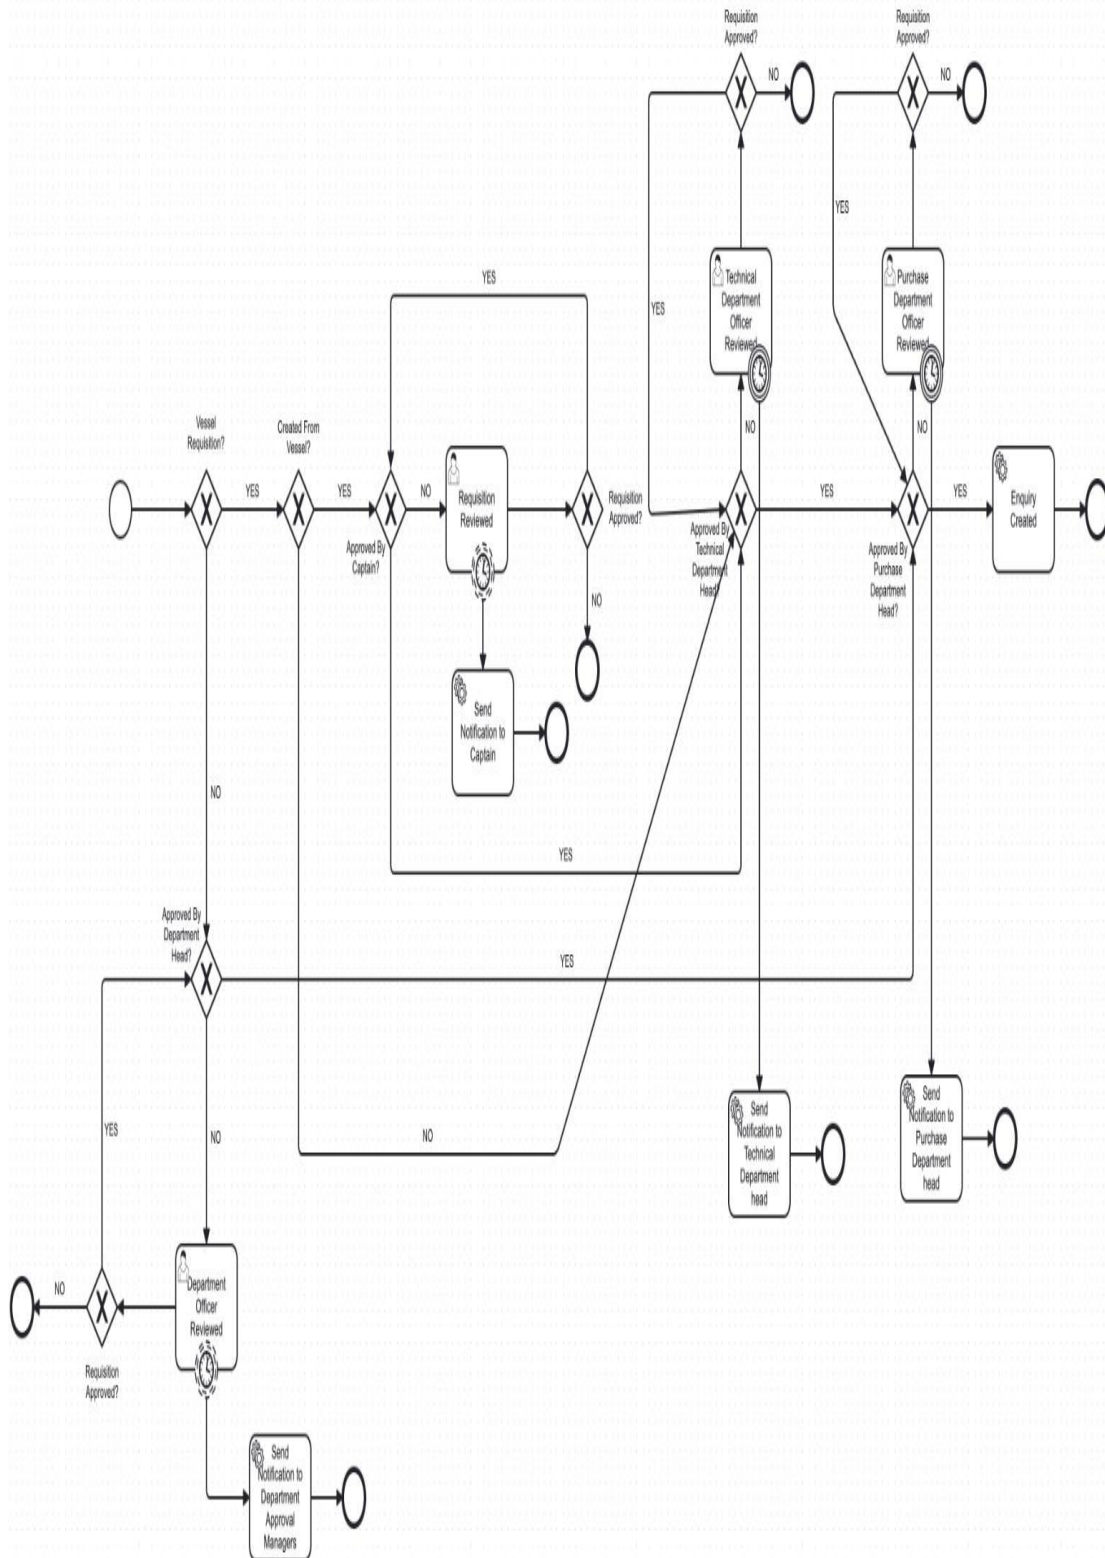 Requisition
Approved?
NO
Requisition
Approved?
NO
YES
YES
Technical
Department
Officer
Reviewed
Purchase
Department
Officer
Reviewed
YES
NO
NO
Vessel
Requisition?
Created From
Vessel?
YES
YES
Approved By
Captain?
NO
Requisition
Reviewed
Requisition
Approved?
NO
Approved By
Technical
Department
Head?
YES
Approved By
Purchase
Department
Head?
YES
Enquiry
Created
Send
Notification to
Captain
NO
YES
Approved By
Department
Head?
YES
YES
NO
NO
Send
Notification to
Technical
Department
head
Send
Notification to
Purchase
Department
head
NO
Requisition
Approved?
Department
Officer
Reviewed
Send
Notification to
Department
Approval
Managers